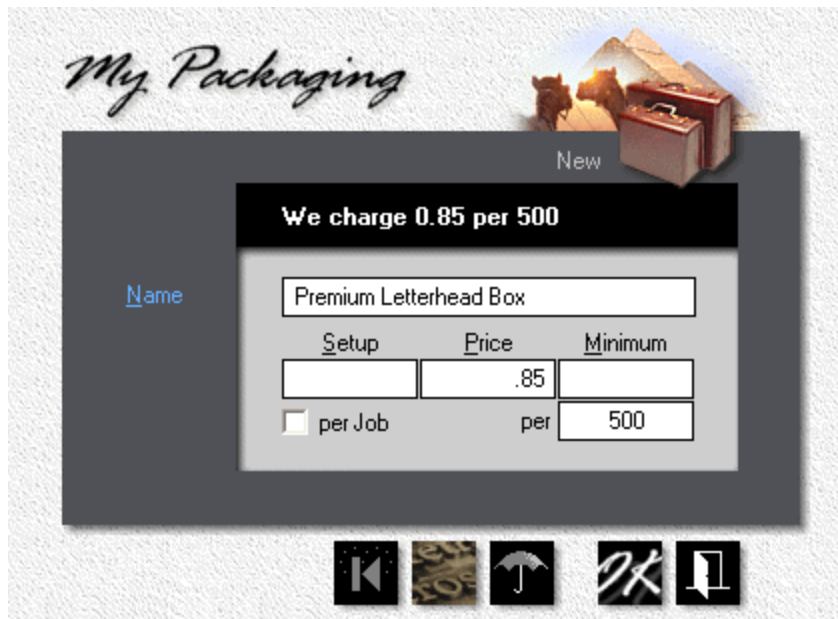 My Packaging
New
We charge 0.85 per 500
Name
Premium Letterhead Box
Setup Price Minimum
.85
per Job per 500
OK